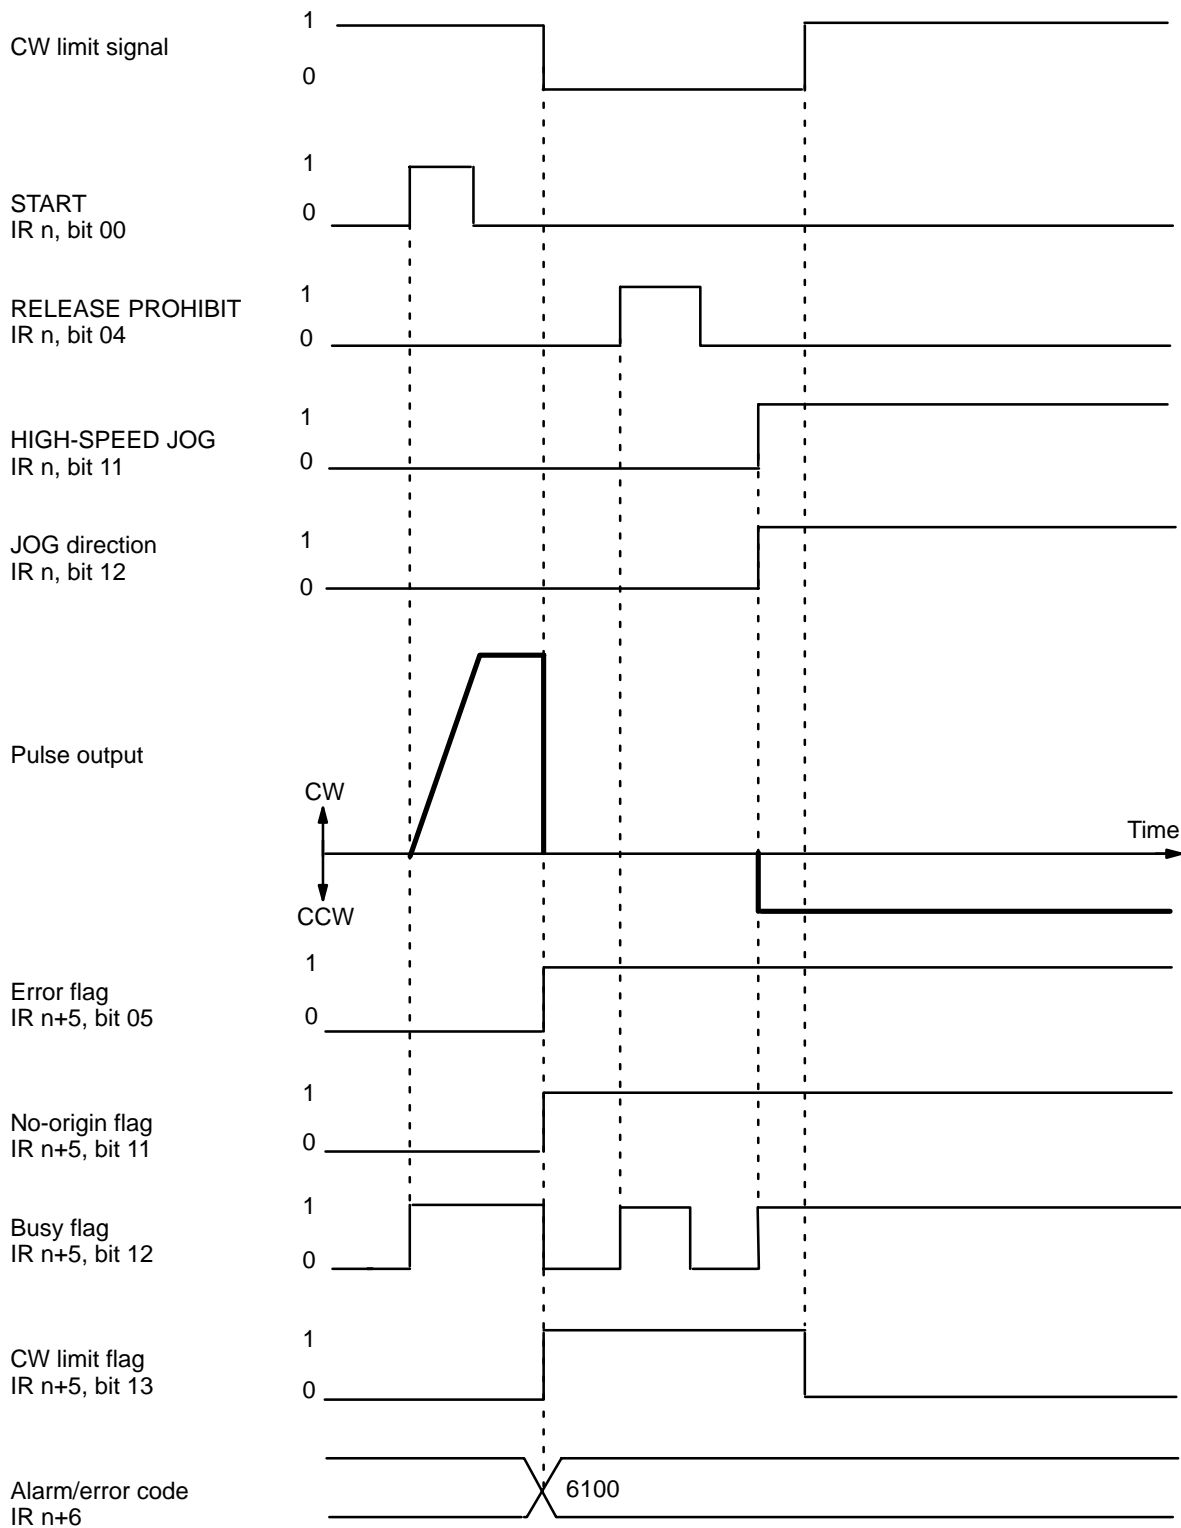 1
CW limit signal
0
1
START
0
IR n, bit 00
RELEASE PROHIBIT
1
IR n, bit 04
0
1
HIGH-SPEED JOG
0
IR n, bit 11
JOG direction
1
IR n, bit 12
0
Pulse output
CW
Time
CCW
1
Error flag
0
IR n+5, bit 05
1
No-origin flag
0
IR n+5, bit 11
1
Busy flag
0
IR n+5, bit 12
1
CW limit flag
0
IR n+5, bit 13
Alarm/error code
6100
IR n+6